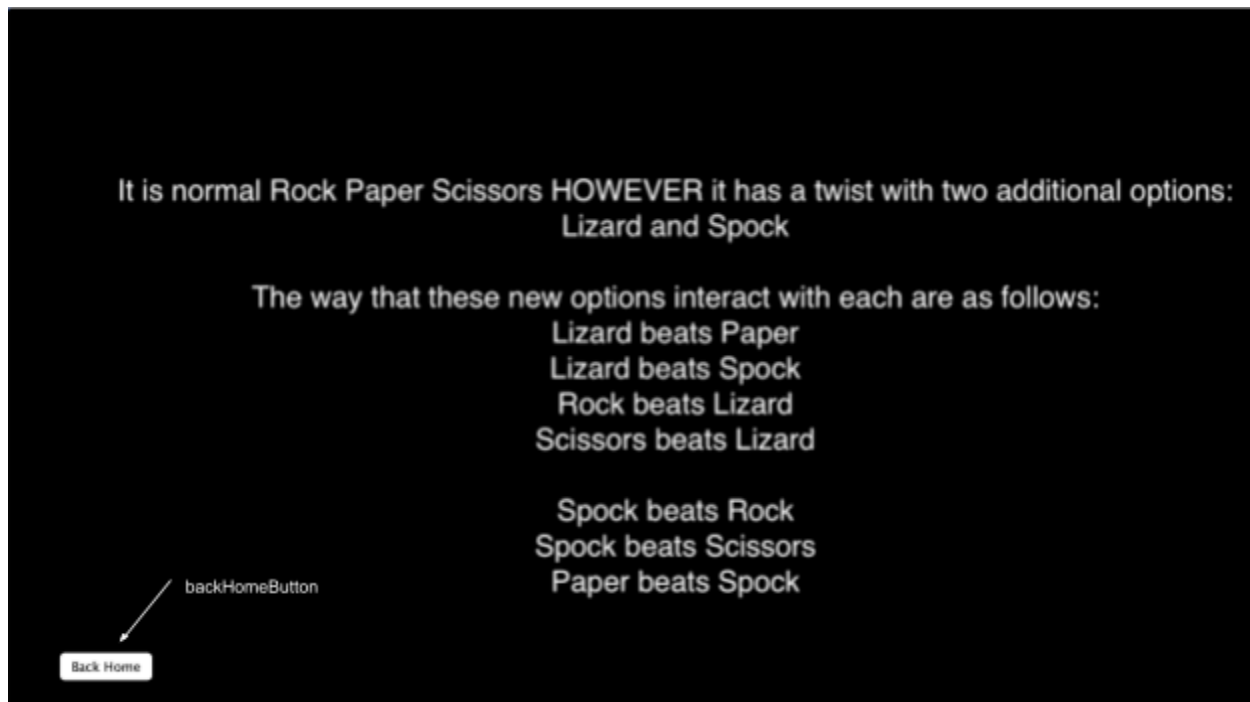 It is normal Rock Paper Scissors HOWEVER it has a twist with two additional options:
Lizard and Spock
The way that these new options interact with each are as follows:
Lizard beats Paper
Lizard beats Spock
Rock beats Lizard
Scissors beats Lizard
Spock beats Rock
Spock beats Scissors
Paper beats Spock
backHomeButton
Back Home